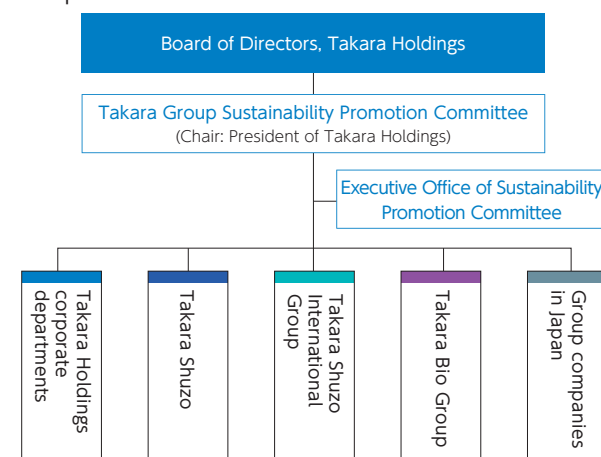 Board of Directors, Takara Holdings
Takara Group Sustainability Promotion Committee
(Chair: President of Takara Holdings)
Executive Office of Sustainability
Promotion Committee
Takara Holdings
corporate
departments
Takara Shuzo
Takara Shuzo
International
Group
Takara Bio Group
Group companies
in Japan